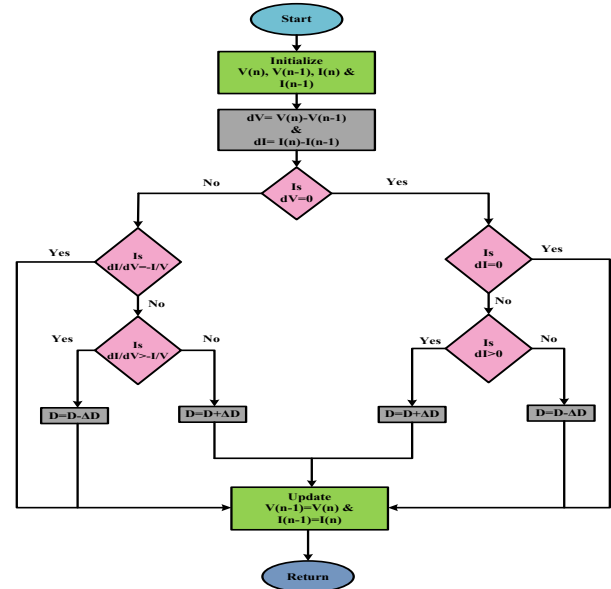 Start
Initialize
V(n), V(n-1), I(n) &
I(n-1)
dV= V(n)-V(n-1)
&
dI= I(n)-I(n-1)
No
Is
dV=0
Yes
Yes
Is
dI/dV=-I/V
No
Is
dI=0
Yes
No
Yes
Is
dI/dV>-I/V
No
Yes
Is
dI>0
No
D=D-ΔD
D=D+ΔD
D=D+ΔD
D=D-ΔD
Update
V(n-1)=V(n) &
I(n-1)=I(n)
Return